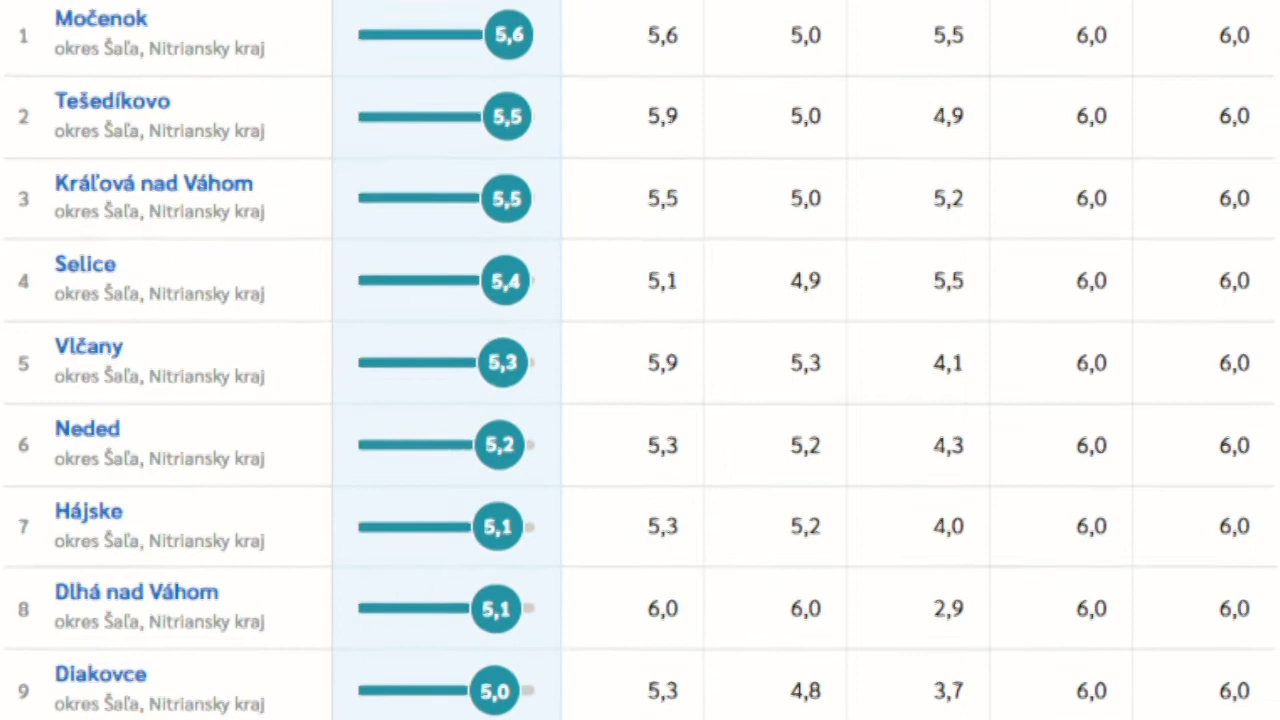 Močenok
1 5,6 5,6 5,0 5,5 6,0 6,0
okres Šaľa, Nitriansky kraj
Tešedíkovo
2 5,5 5,9 5,0 4,9 6,0 6,0
okres Šaľa, Nitriansky kraj
Kráľová nad Váhom
3 5,5 5,5 5,0 5,2 6,0 6,0
okres Šaľa, Nitriansky kraj
Selice
4 5,4 5,1 4,9 5,5 6,0 6,0
okres Šaľa, Nitriansky kraj
Vlčany
5 5,3 5,9 5,3 4,1 6,0 6,0
okres Šaľa, Nitriansky kraj
Neded
6 5,2 5,3 5,2 4,3 6,0 6,0
okres Šaľa, Nitriansky kraj
Hájske
7 5,1 5,3 5,2 4,0 6,0 6,0
okres Šaľa, Nitriansky kraj
Dlhá nad Váhom
8 5,1 6,0 6,0 2,9 6,0 6,0
okres Šaľa, Nitriansky kraj
Diakovce
9 5,0 5,3 4,8 3,7 6,0 6,0
okres Šaľa, Nitriansky kraj